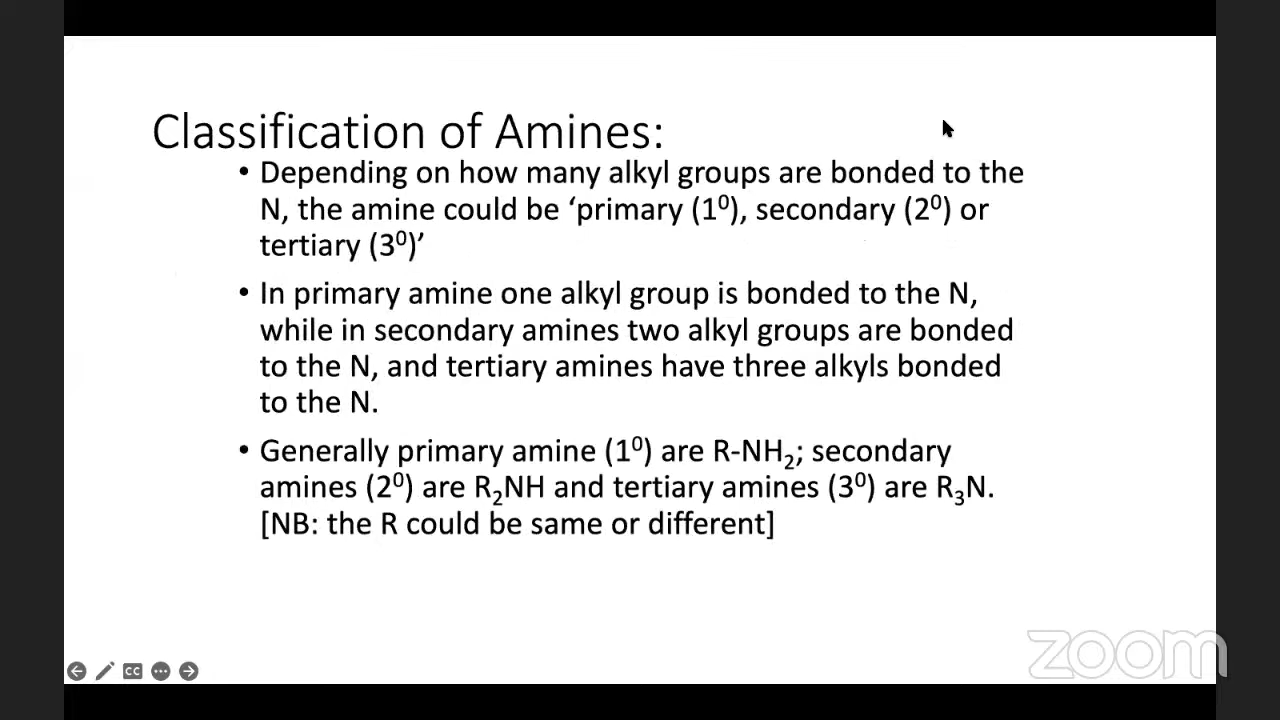 Classification of Amines:
• Depending on how many alkyl groups are bonded to the
N, the amine could be ‘primary (1⁰), secondary (2⁰) or
tertiary (3⁰)’
• In primary amine one alkyl group is bonded to the N,
while in secondary amines two alkyl groups are bonded
to the N, and tertiary amines have three alkyls bonded
to the N.
• Generally primary amine (1⁰) are R-NH₂; secondary
amines (2⁰) are R₂NH and tertiary amines (3⁰) are R₃N.
[NB: the R could be same or different]
CC
zoom